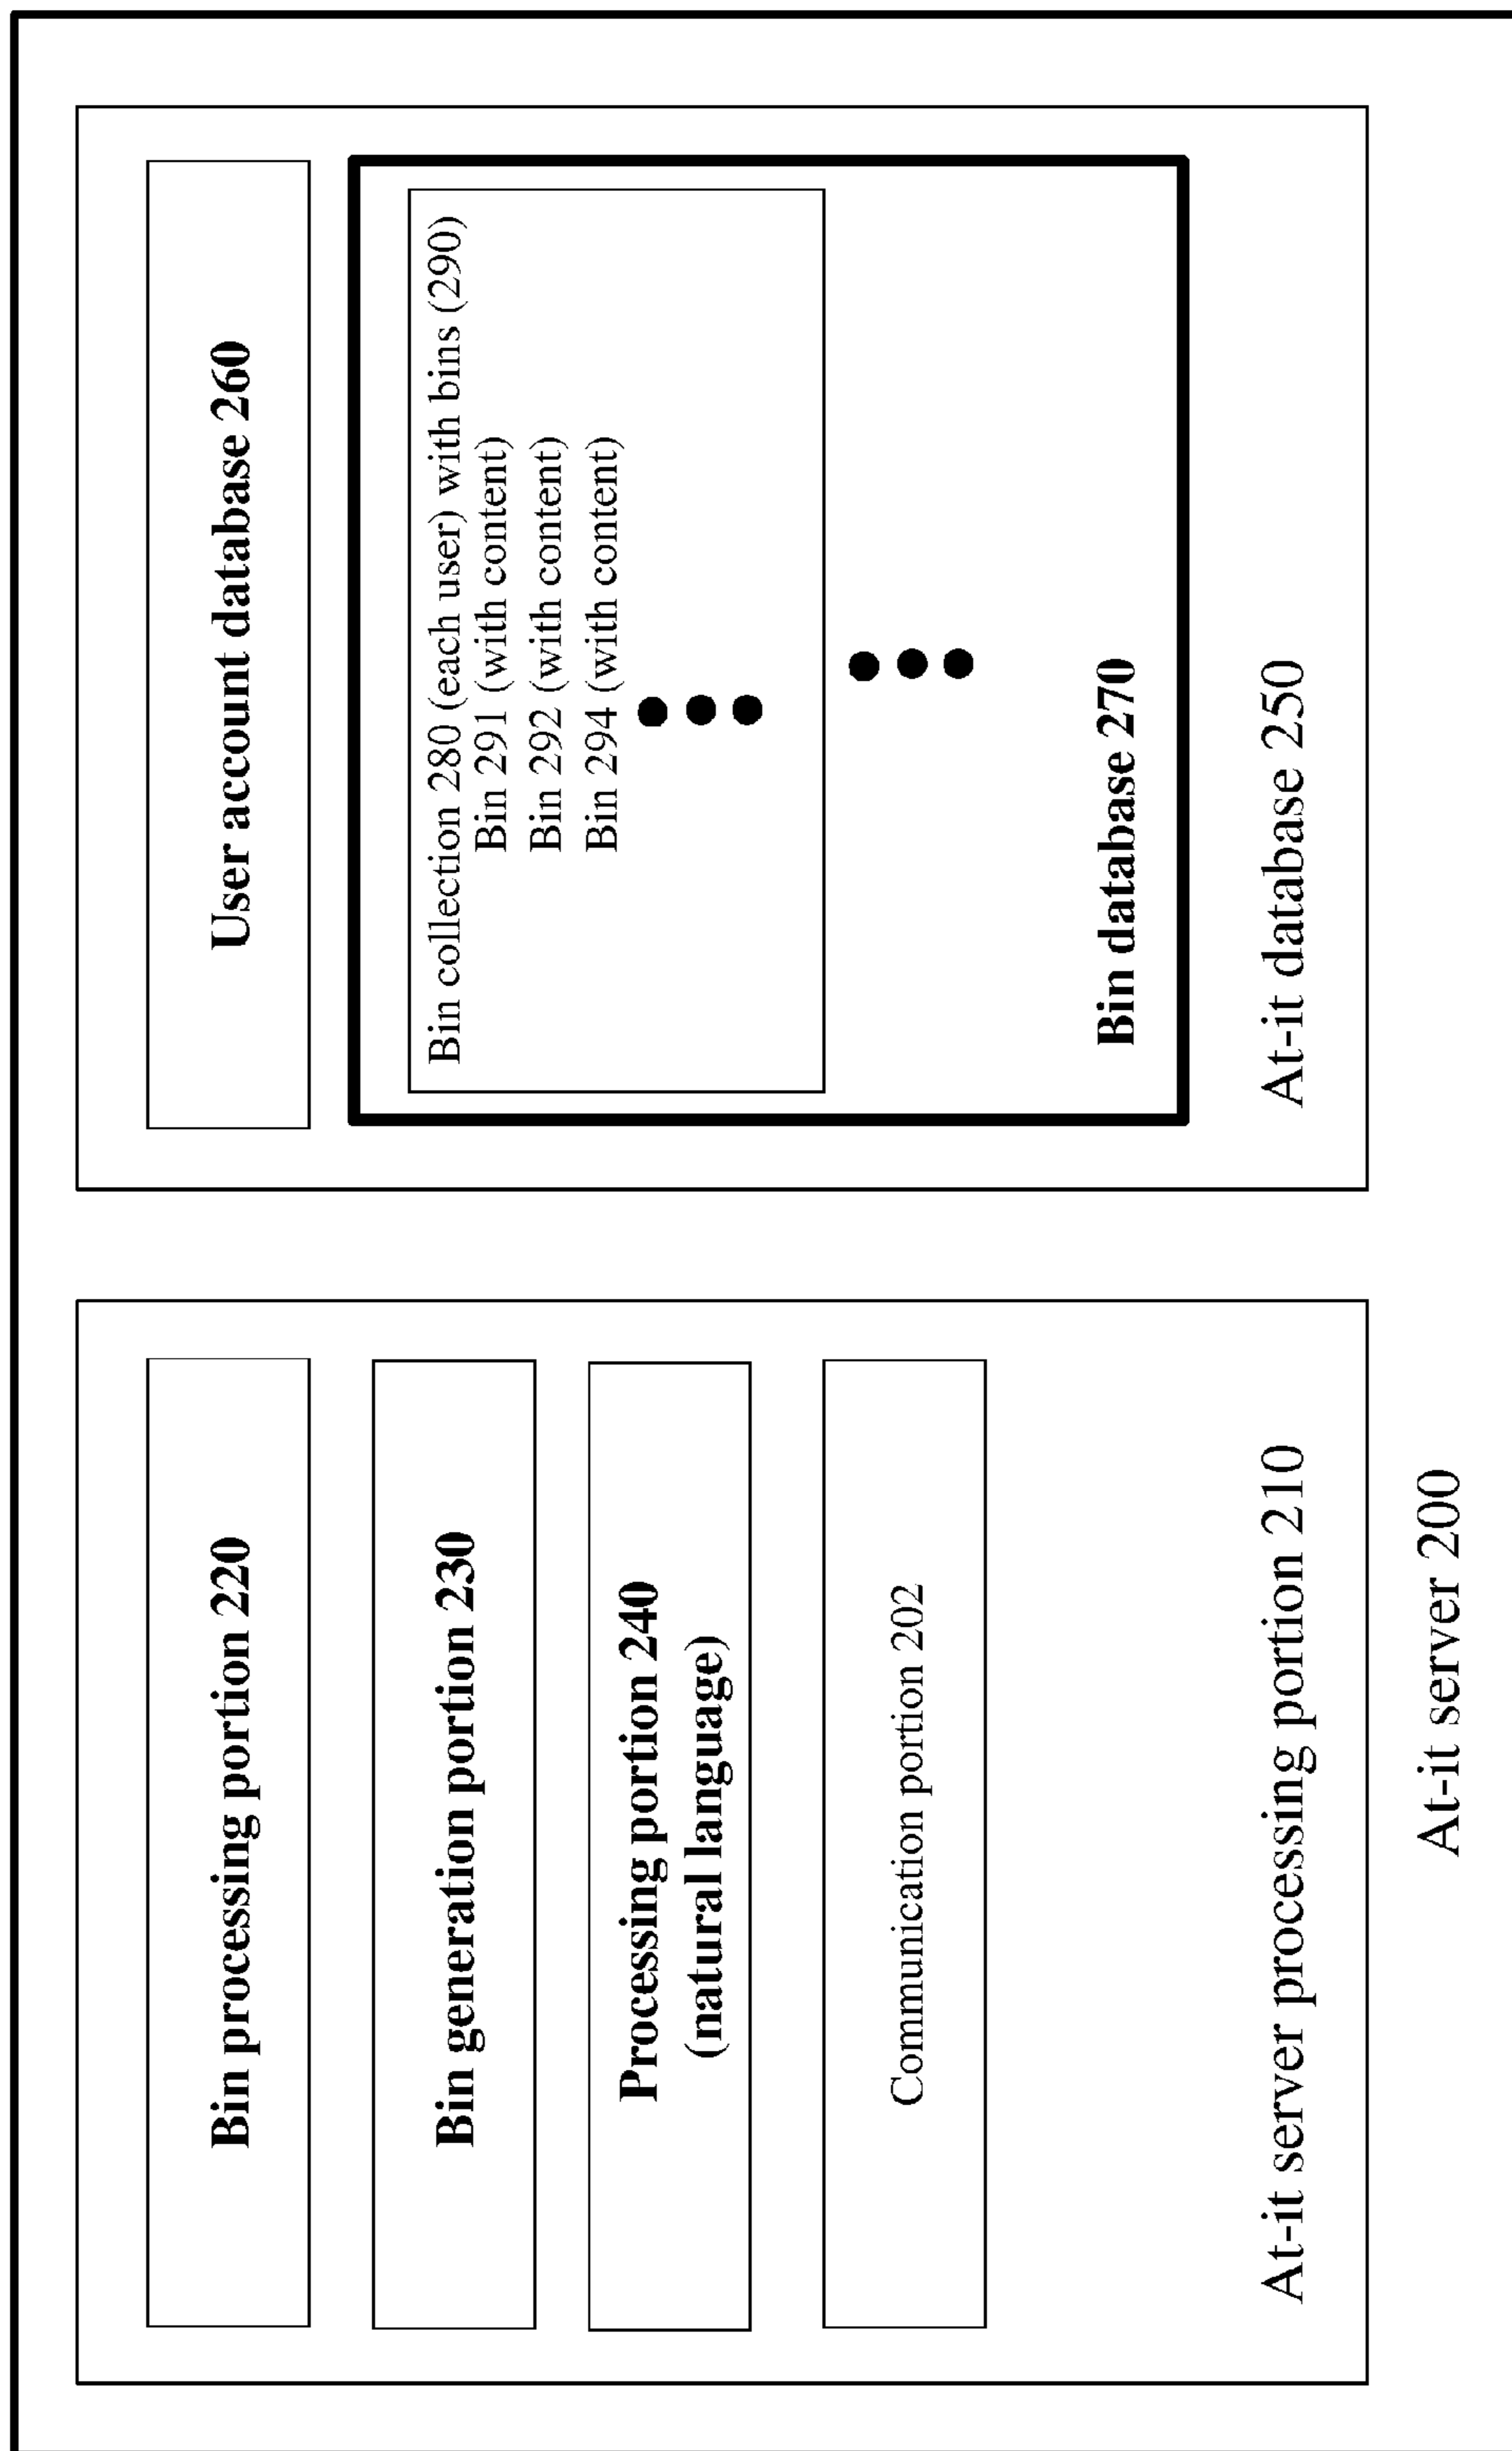 Bin processing portion 220
Bin generation portion 230
Processing portion 240
(natural language)
Communication portion 202
At-it server processing portion 210
User account database 260
Bin collection 280 (each user) with bins (290)
Bin 291 (with content)
Bin 292 (with content)
Bin 294 (with content)
Bin database 270
At-it database 250
At-it server 200